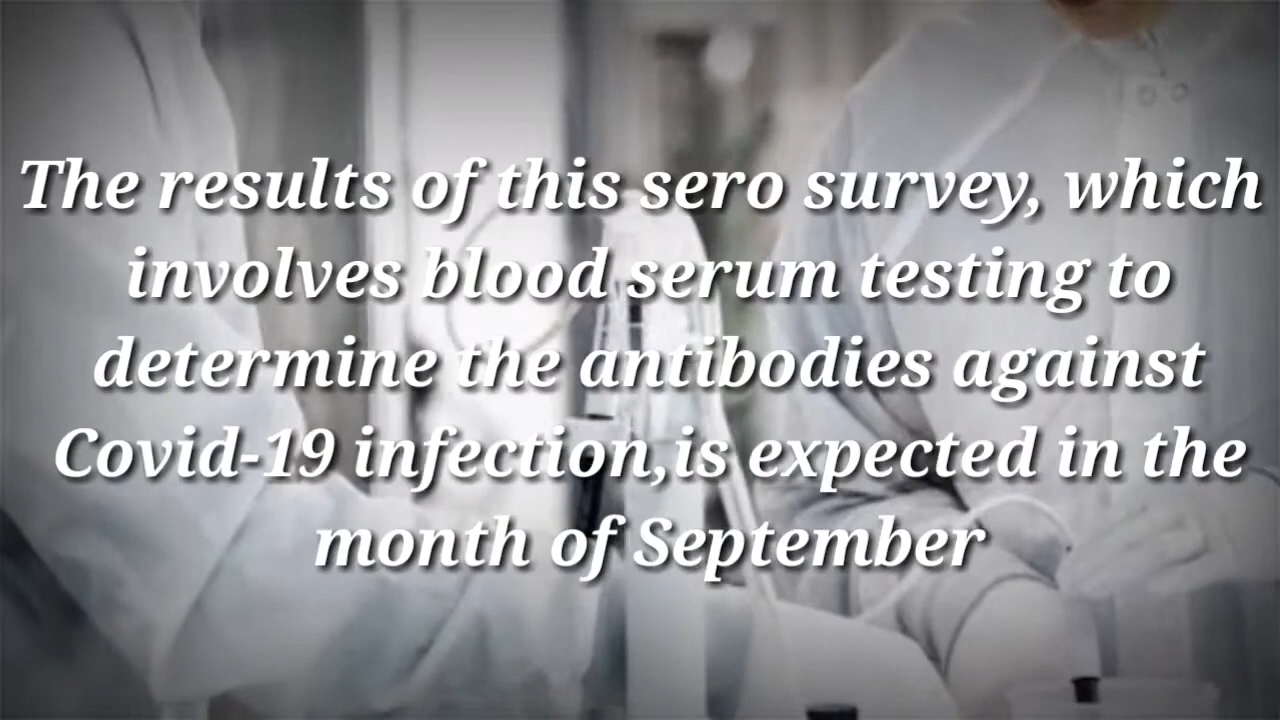 The results of this sero survey, which
involves blood serum testing to
determine the antibodies against
Covid-19 infection,is expected in the
month of September